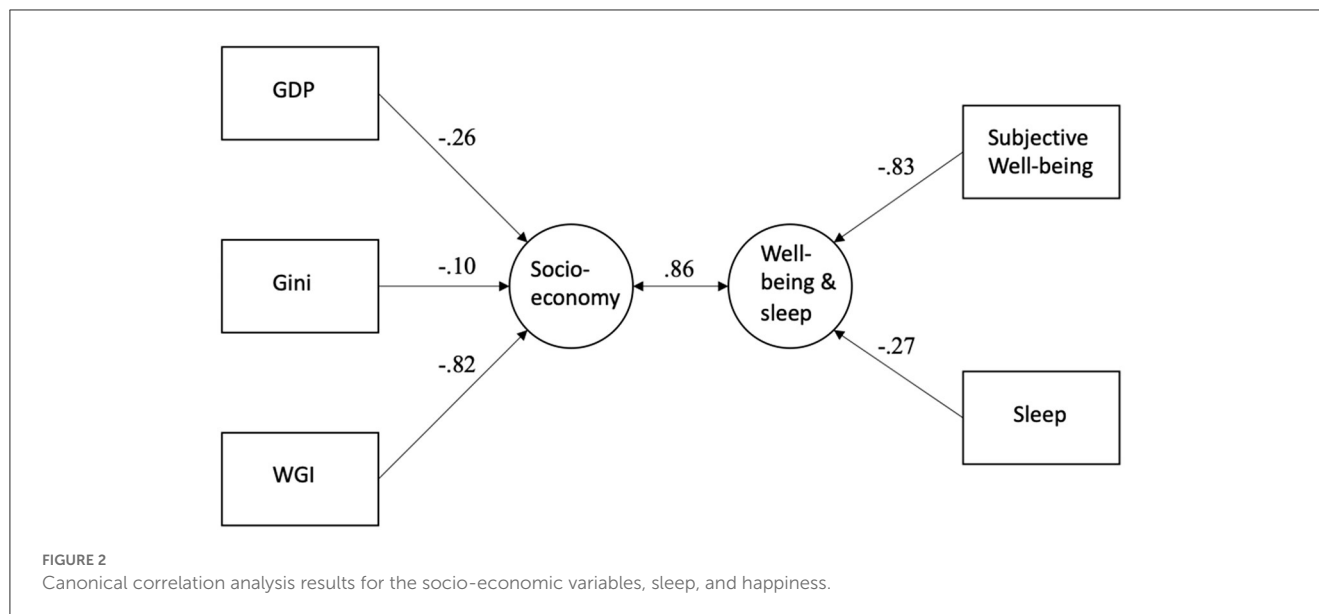 GDP
-.26
Subjective
Well-being
-.83
Gini
-.10
Socio-
economy
.86
Well-
being &
sleep
-.82
-.27
WGI
Sleep
FIGURE 2
Canonical correlation analysis results for the socio-economic variables, sleep, and happiness.